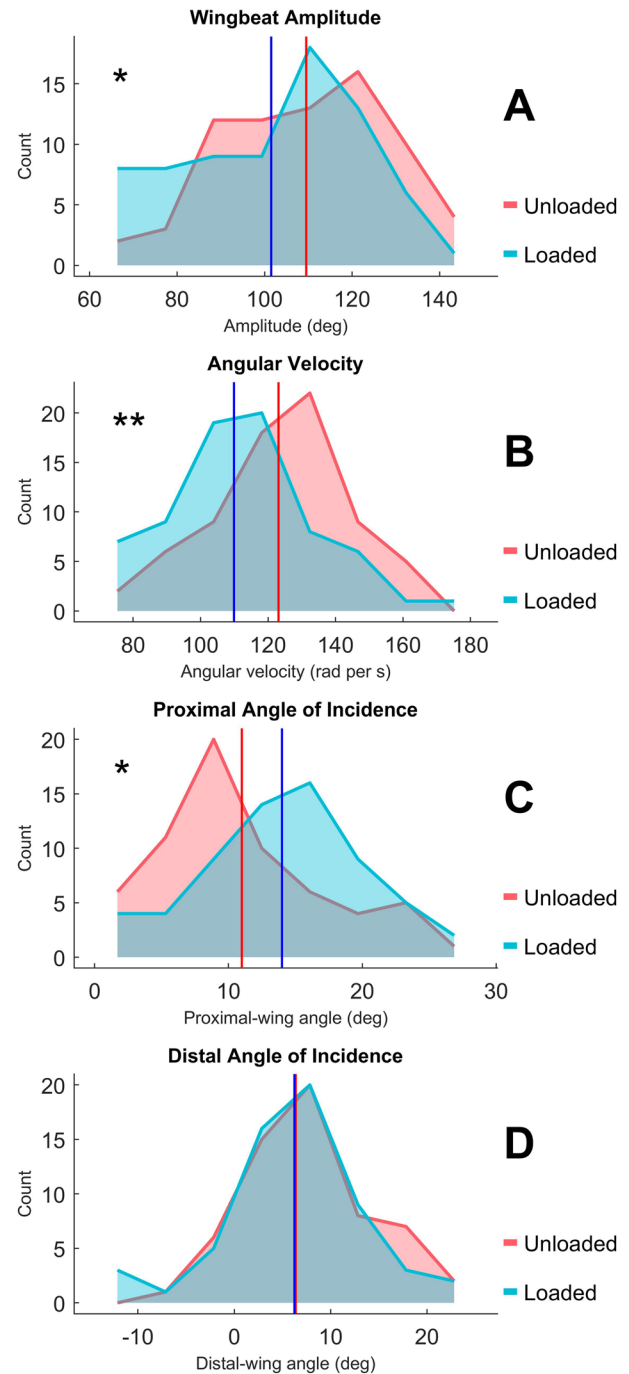 Wingbeat Amplitude
*
A
15
10
5
0
Count
60 80 100 120 140
Amplitude (deg)
Unloaded
Loaded
Angular Velocity
**
B
20
15
10
5
0
Count
80 100 120 140 160 180
Angular velocity (rad per s)
Unloaded
Loaded
Proximal Angle of Incidence
*
C
20
15
10
5
0
Count
0 10 20 30
Proximal-wing angle (deg)
Unloaded
Loaded
Distal Angle of Incidence
D
20
15
10
5
0
Count
-10 0 10 20
Distal-wing angle (deg)
Unloaded
Loaded